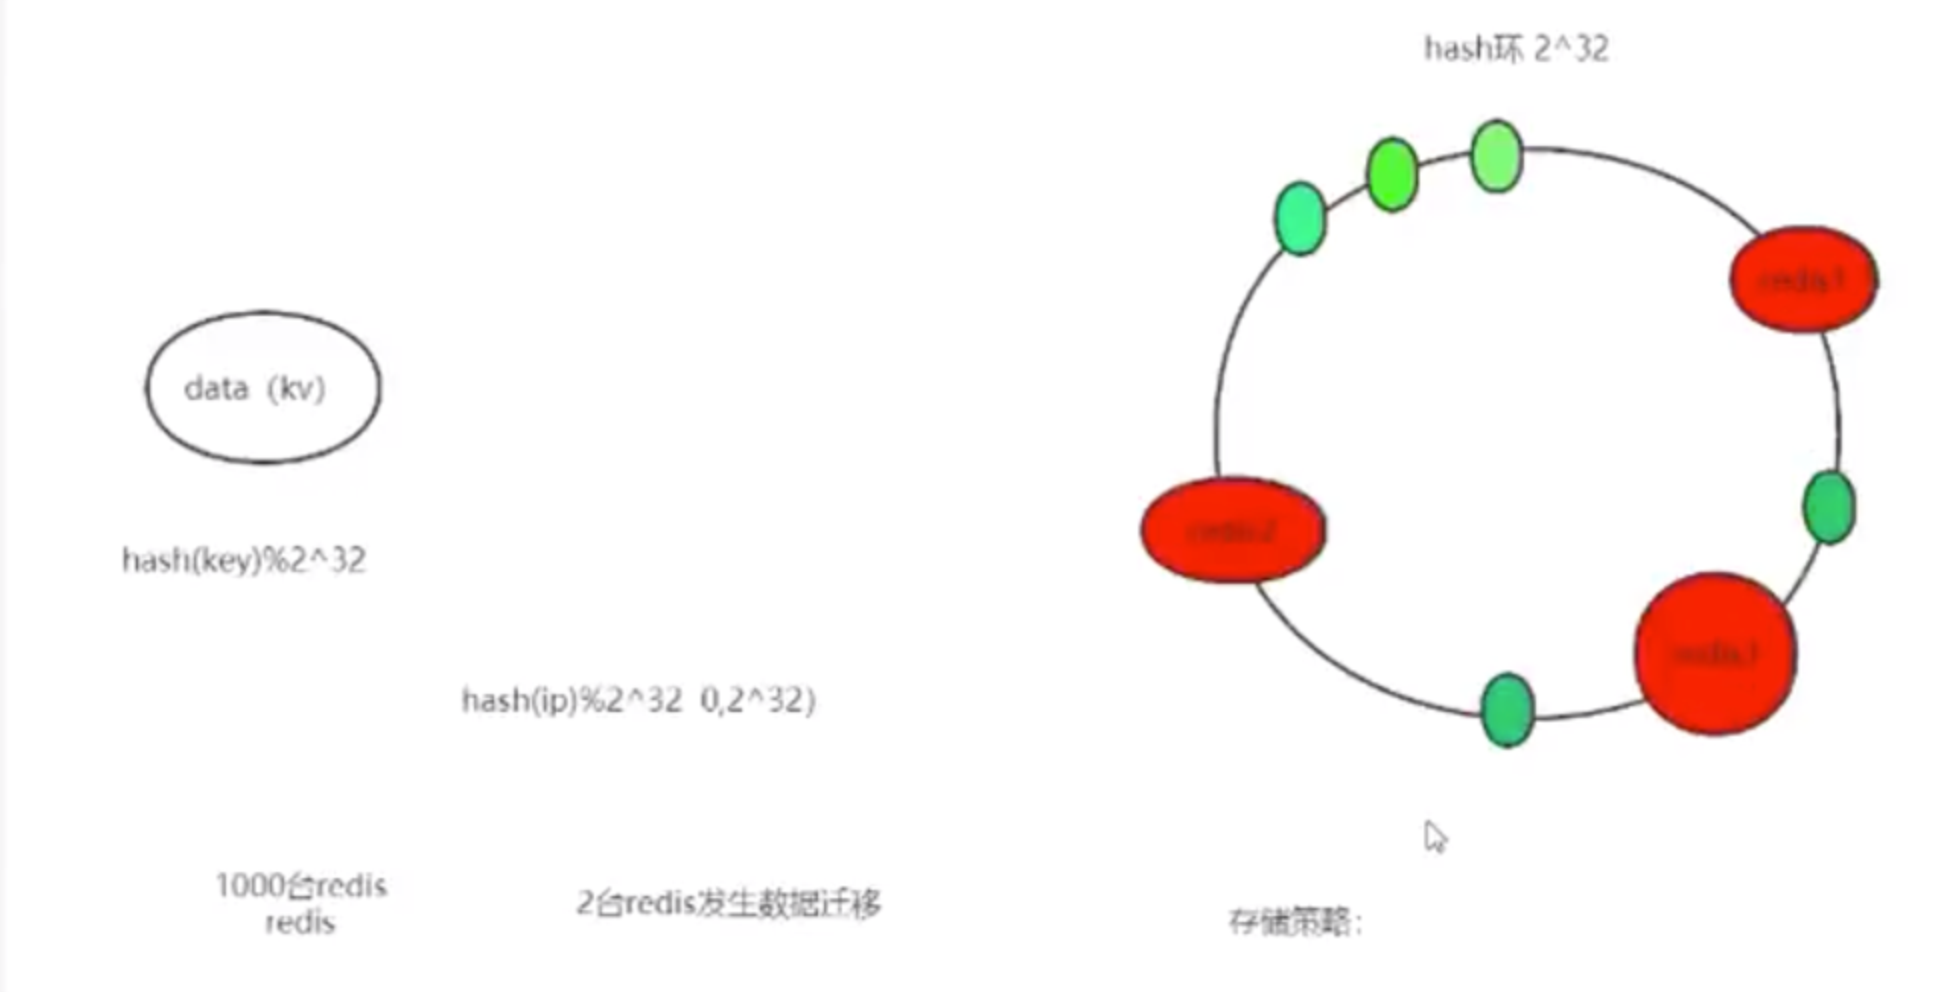 hash环 2^32
data（kv）
hash(key)%2^32
hash(ip)%2^32  0,2^32)
redis1
redis2
1000台redis
redis
2台redis发生数据迁移
存储策略：